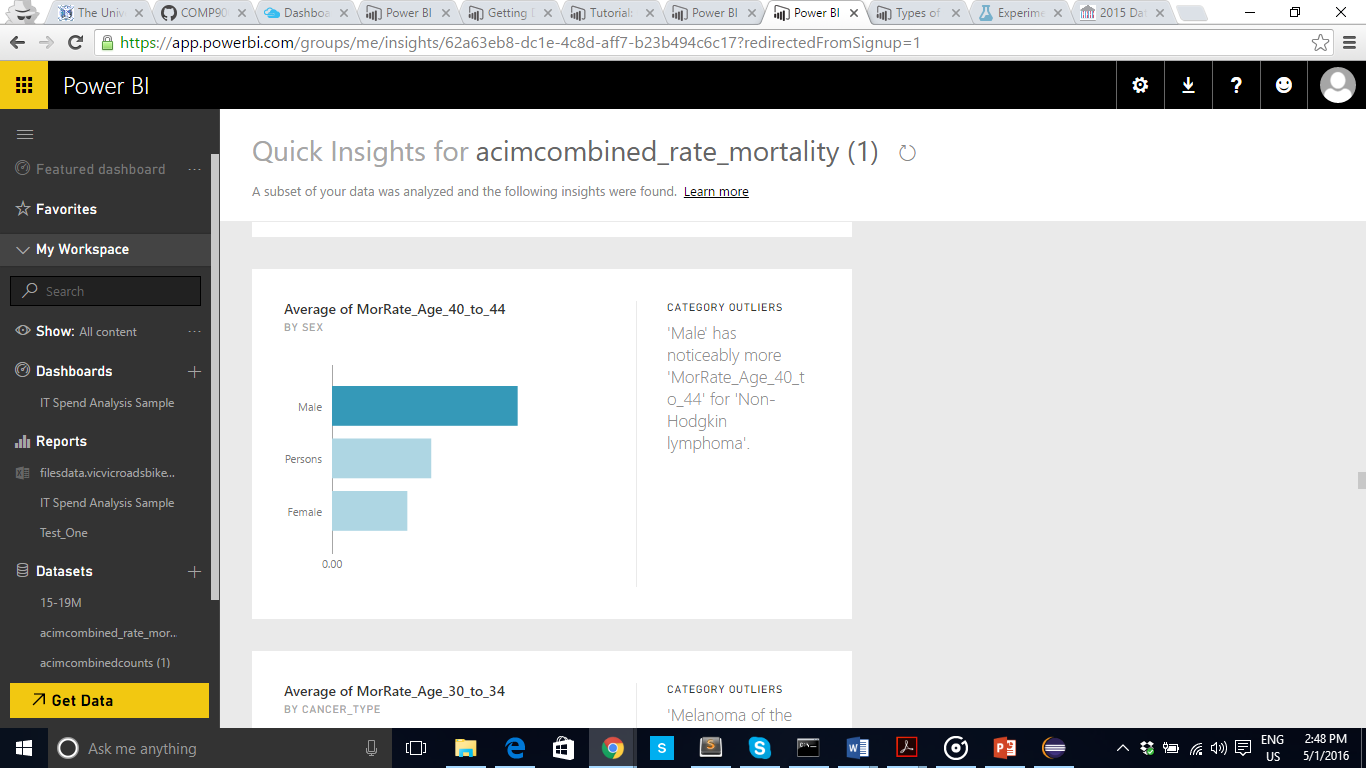 The Unive
COMP90
Dashboa
Power BI
Getting D
Tutorial:
Power BI
Power BI
Types of
Experime
2015 Dat
https://app.powerbi.com/groups/me/insights/62a63eb8-dc1e-4c8d-aff7-b23b494c6c17?redirectedFromSignup=1
Power BI
?
Featured dashboard ...
Favorites
My Workspace
Search
Show: All content ...
Dashboards +
IT Spend Analysis Sample
Reports
filesdata.vicvicroadsbike...
IT Spend Analysis Sample
Test_One
Datasets +
15-19M
acimcombined_rate_mor...
acimcombinedcounts (1)
Get Data
Quick Insights for acimcombined_rate_mortality (1)
A subset of your data was analyzed and the following insights were found. Learn more
Average of MorRate_Age_40_to_44
BY SEX
Male
Persons
Female
0.00
CATEGORY OUTLIERS
'Male' has
noticeably more
'MorRate_Age_40_t
o_44' for 'Non-
Hodgkin
lymphoma'.
Average of MorRate_Age_30_to_34
BY CANCER_TYPE
CATEGORY OUTLIERS
'Melanoma of the
Ask me anything
ENG
US
2:48 PM
5/1/2016